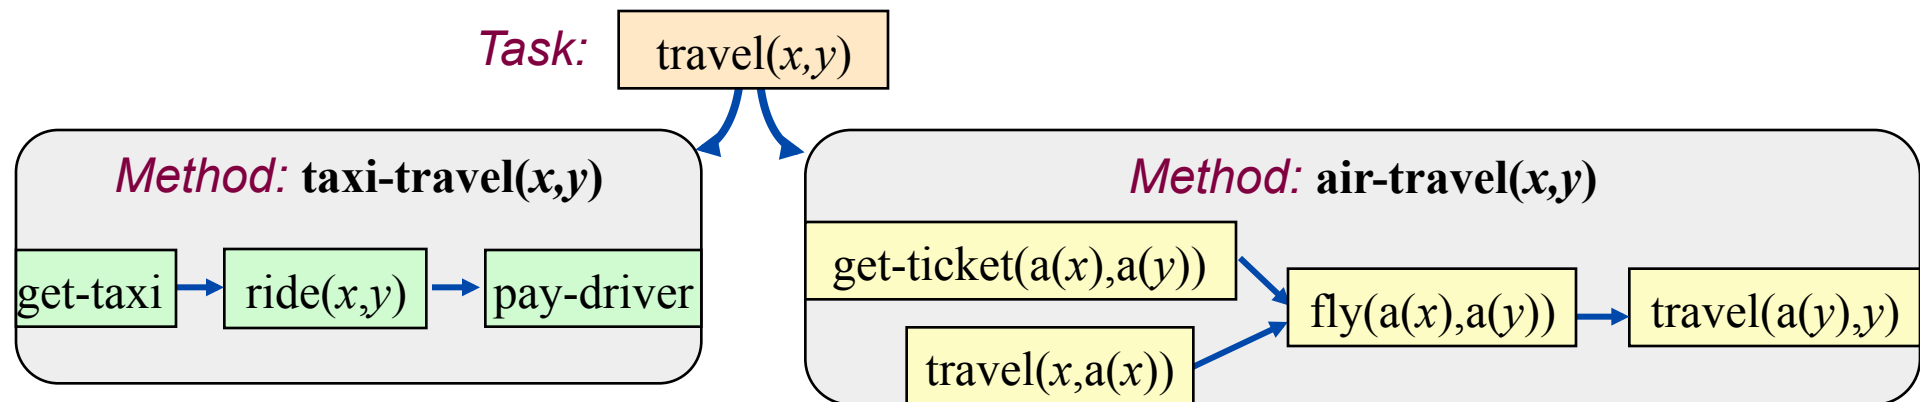 Task: travel(x,y)
Method: taxi-travel(x,y)
get-taxi
ride(x,y)
pay-driver
Method: air-travel(x,y)
get-ticket(a(x),a(y))
travel(x,a(x))
fly(a(x),a(y))
travel(a(y),y)